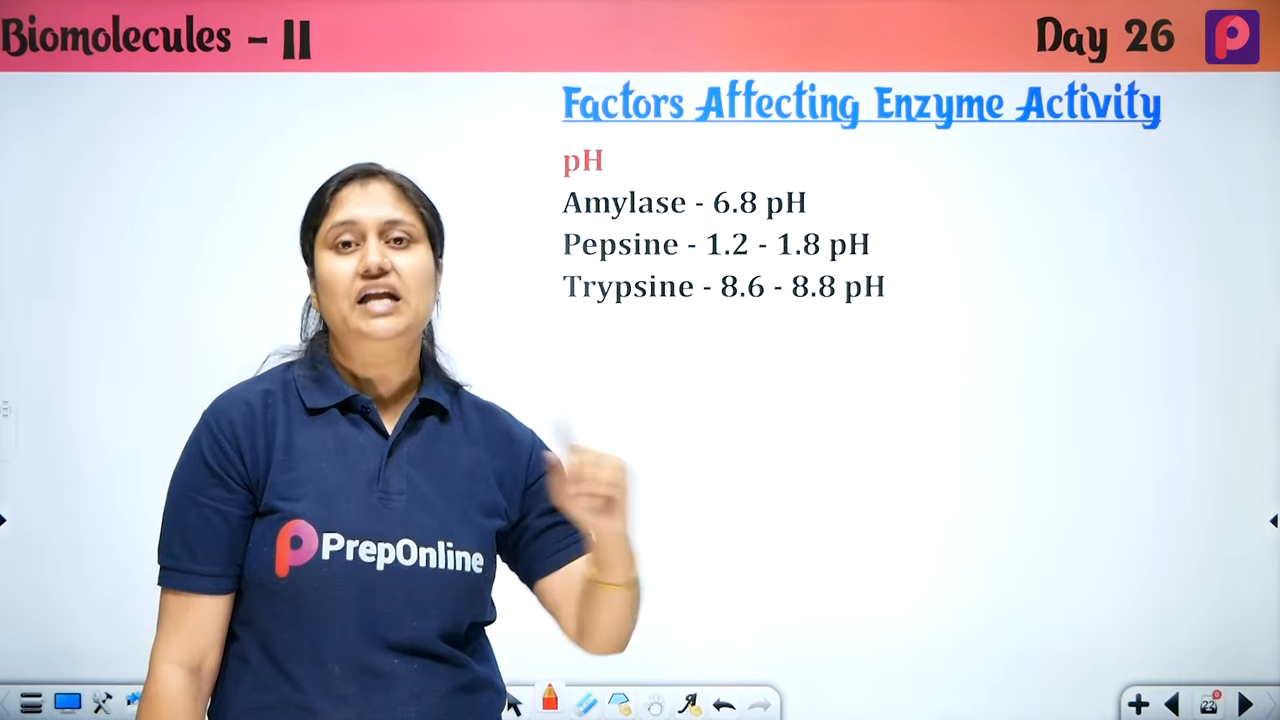 Biomolecules - II
Day 26
Factors Affecting Enzyme Activity
pH
Amylase - 6.8 pH
Pepsine - 1.2 - 1.8 pH
Trypsine - 8.6 - 8.8 pH
PrepOnline